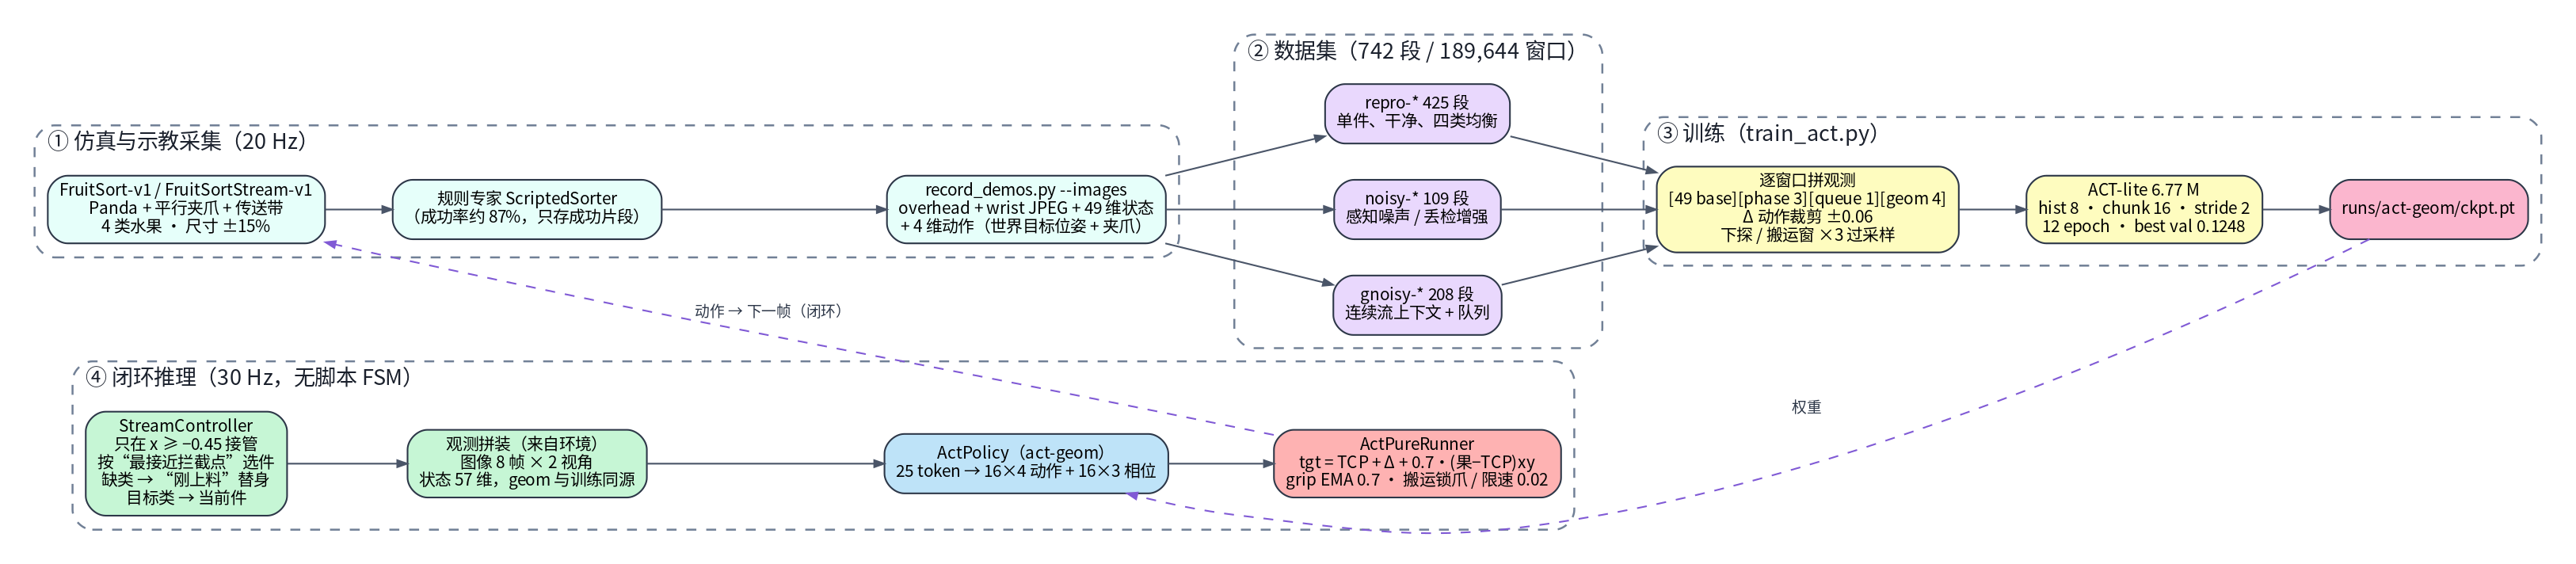 ① 仿真与示教采集（20 Hz）
FruitSort-v1 / FruitSortStream-v1
Panda + 平行夹爪 + 传送带
4 类水果 · 尺寸 ±15%
规则专家 ScriptedSorter
（成功率约 87%，只存成功片段）
record_demos.py --images
overhead + wrist JPEG + 49 维状态
+ 4 维动作（世界目标位姿 + 夹爪）
② 数据集（742 段 / 189,644 窗口）
repro-* 425 段
单件、干净、四类均衡
noisy-* 109 段
感知噪声 / 丢检增强
gnoisy-* 208 段
连续流上下文 + 队列
③ 训练（train_act.py）
逐窗口拼观测
[49 base][phase 3][queue 1][geom 4]
Δ 动作裁剪 ±0.06
下探 / 搬运窗 ×3 过采样
ACT-lite 6.77 M
hist 8 · chunk 16 · stride 2
12 epoch · best val 0.1248
runs/act-geom/ckpt.pt
动作 → 下一帧（闭环）
权重
④ 闭环推理（30 Hz，无脚本 FSM）
StreamController
只在 x ≥ −0.45 接管
按“最接近拦截点”选件
缺类 → “刚上料”替身
目标类 → 当前件
观测拼装（来自环境）
图像 8 帧 × 2 视角
状态 57 维，geom 与训练同源
ActPolicy（act-geom）
25 token → 16×4 动作 + 16×3 相位
ActPureRunner
tgt = TCP + Δ + 0.7·(果−TCP)xy
grip EMA 0.7 · 搬运锁爪 / 限速 0.02